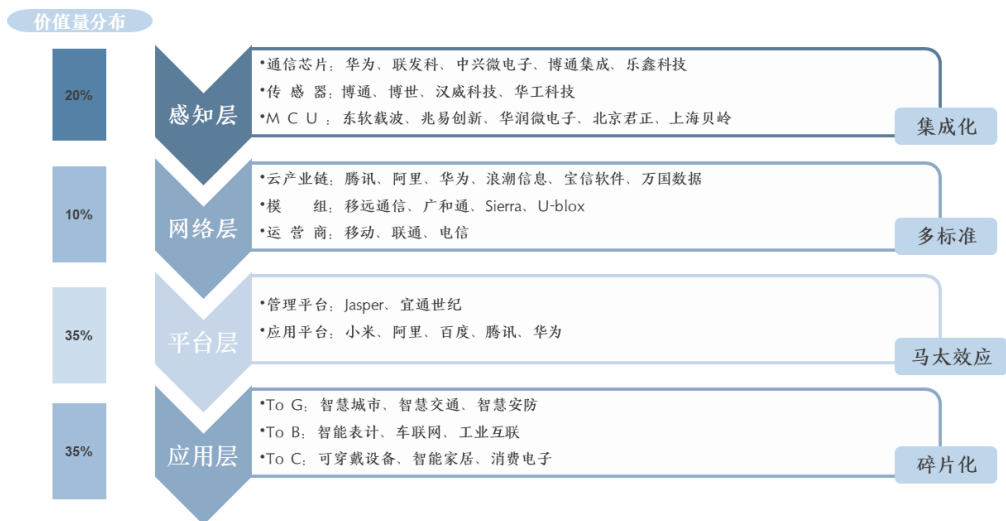 价值量分布
20%
感知层
•通信芯片：华为、联发科、中兴微电子、博通集成、乐鑫科技
•传 感 器：博通、博世、汉威科技、华工科技
•M C U ：东软载波、兆易创新、华润微电子、北京君正、上海贝岭
集成化
10%
网络层
•云产业链：腾讯、阿里、华为、浪潮信息、宝信软件、万国数据
•模 组：移远通信、广和通、Sierra、U-blox
•运 营 商：移动、联通、电信
多标准
35%
平台层
•管理平台：Jasper、宜通世纪
•应用平台：小米、阿里、百度、腾讯、华为
马太效应
35%
应用层
•To G：智慧城市、智慧交通、智慧安防
•To B：智能表计、车联网、工业互联
•To C：可穿戴设备、智能家居、消费电子
碎片化